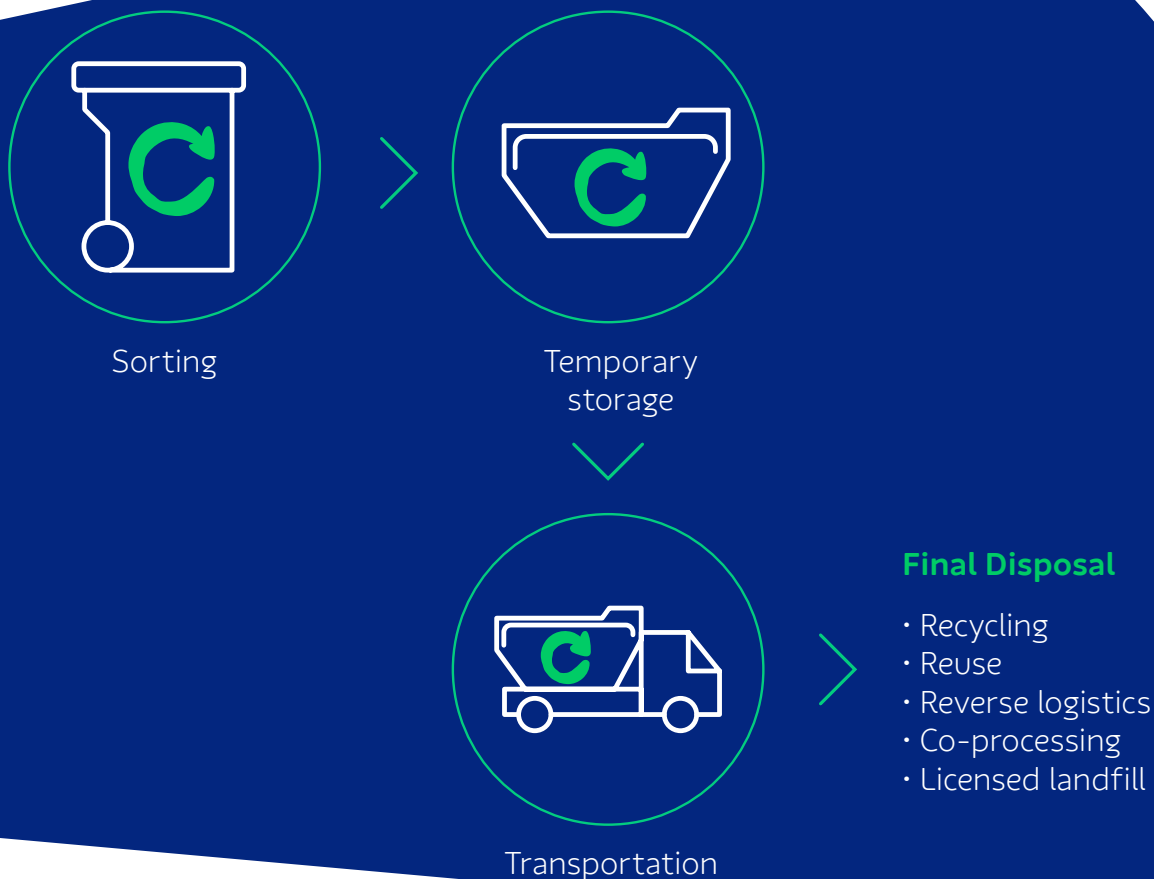 Sorting
Temporary
storage
Final Disposal
· Recycling
· Reuse
· Reverse logistics
· Co-processing
· Licensed landfill
Transportation